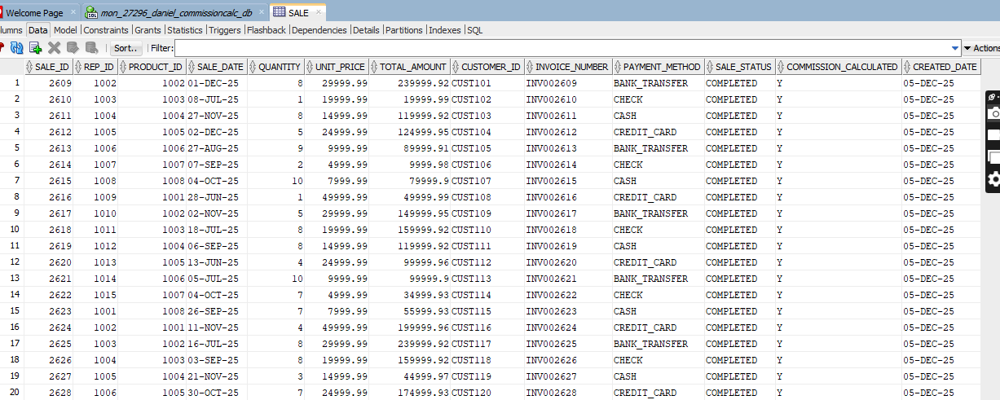 Welcome Page mon_27296_daniel_commissioncalc_db SALE
lumns Data Model Constraints Grants Statistics Triggers Flashback Dependencies Details Partitions Indexes SQL
Sort.. Filter: Actions
SALE_ID REP_ID PRODUCT_ID SALE_DATE QUANTITY UNIT_PRICE TOTAL_AMOUNT CUSTOMER_ID INVOICE_NUMBER PAYMENT_METHOD SALE_STATUS COMMISSION_CALCULATED CREATED_DATE
1 2609 1002 1002 01-DEC-25 8 29999.99 239999.92 CUST101 INV002609 BANK_TRANSFER COMPLETED Y 05-DEC-25
2 2610 1003 1003 08-JUL-25 1 19999.99 19999.99 CUST102 INV002610 CHECK COMPLETED Y 05-DEC-25
3 2611 1004 1004 27-NOV-25 8 14999.99 119999.92 CUST103 INV002611 CASH COMPLETED Y 05-DEC-25
4 2612 1005 1005 02-DEC-25 5 24999.99 124999.95 CUST104 INV002612 CREDIT_CARD COMPLETED Y 05-DEC-25
5 2613 1006 1006 27-AUG-25 9 9999.99 89999.91 CUST105 INV002613 BANK_TRANSFER COMPLETED Y 05-DEC-25
6 2614 1007 1007 07-SEP-25 2 4999.99 9999.98 CUST106 INV002614 CHECK COMPLETED Y 05-DEC-25
7 2615 1008 1008 04-OCT-25 10 7999.99 79999.9 CUST107 INV002615 CASH COMPLETED Y 05-DEC-25
8 2616 1009 1001 28-JUN-25 1 49999.99 49999.99 CUST108 INV002616 CREDIT_CARD COMPLETED Y 05-DEC-25
9 2617 1010 1002 02-NOV-25 5 29999.99 149999.95 CUST109 INV002617 BANK_TRANSFER COMPLETED Y 05-DEC-25
10 2618 1011 1003 18-JUL-25 8 19999.99 159999.92 CUST110 INV002618 CHECK COMPLETED Y 05-DEC-25
11 2619 1012 1004 06-SEP-25 8 14999.99 119999.92 CUST111 INV002619 CASH COMPLETED Y 05-DEC-25
12 2620 1013 1005 13-JUN-25 4 24999.99 99999.96 CUST112 INV002620 CREDIT_CARD COMPLETED Y 05-DEC-25
13 2621 1014 1006 05-JUL-25 10 9999.99 99999.9 CUST113 INV002621 BANK_TRANSFER COMPLETED Y 05-DEC-25
14 2622 1015 1007 04-OCT-25 7 4999.99 34999.93 CUST114 INV002622 CHECK COMPLETED Y 05-DEC-25
15 2623 1001 1008 26-SEP-25 7 7999.99 55999.93 CUST115 INV002623 CASH COMPLETED Y 05-DEC-25
16 2624 1002 1001 11-NOV-25 4 49999.99 199999.96 CUST116 INV002624 CREDIT_CARD COMPLETED Y 05-DEC-25
17 2625 1003 1002 16-JUL-25 8 29999.99 239999.92 CUST117 INV002625 BANK_TRANSFER COMPLETED Y 05-DEC-25
18 2626 1004 1003 03-SEP-25 8 19999.99 159999.92 CUST118 INV002626 CHECK COMPLETED Y 05-DEC-25
19 2627 1005 1004 21-NOV-25 3 14999.99 44999.97 CUST119 INV002627 CASH COMPLETED Y 05-DEC-25
20 2628 1006 1005 30-OCT-25 7 24999.99 174999.93 CUST120 INV002628 CREDIT_CARD COMPLETED Y 05-DEC-25